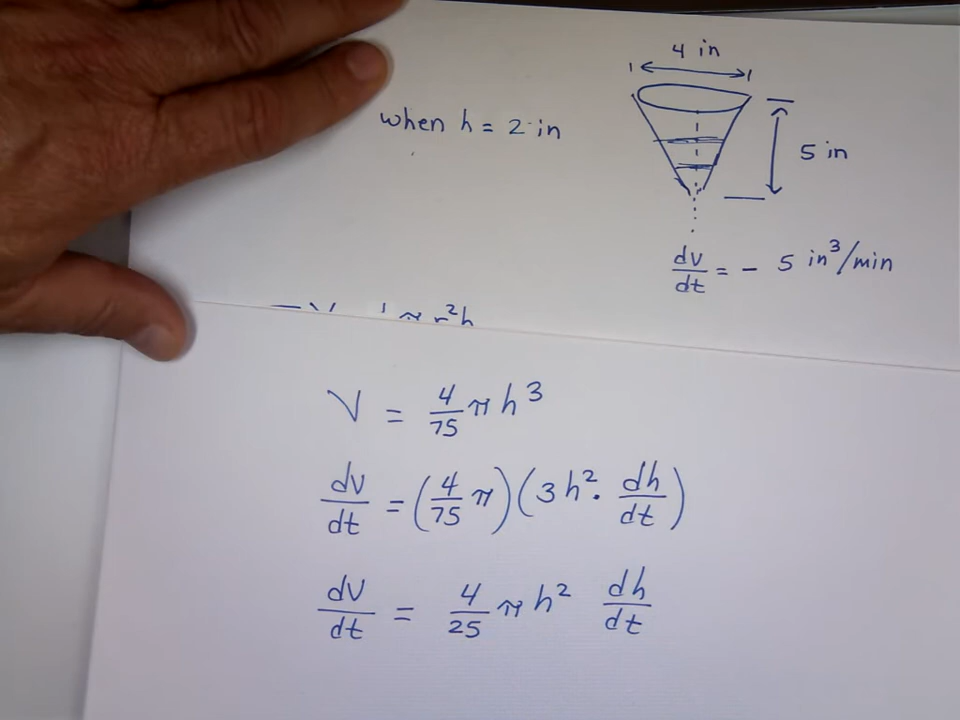 4 in
when h = 2 in
5 in
dv/dt = - 5 in³/min
r²h
V = 4/75 π h³
dv/dt = (4/75 π)(3h² · dh/dt)
dv/dt = 4/25 π h² dh/dt